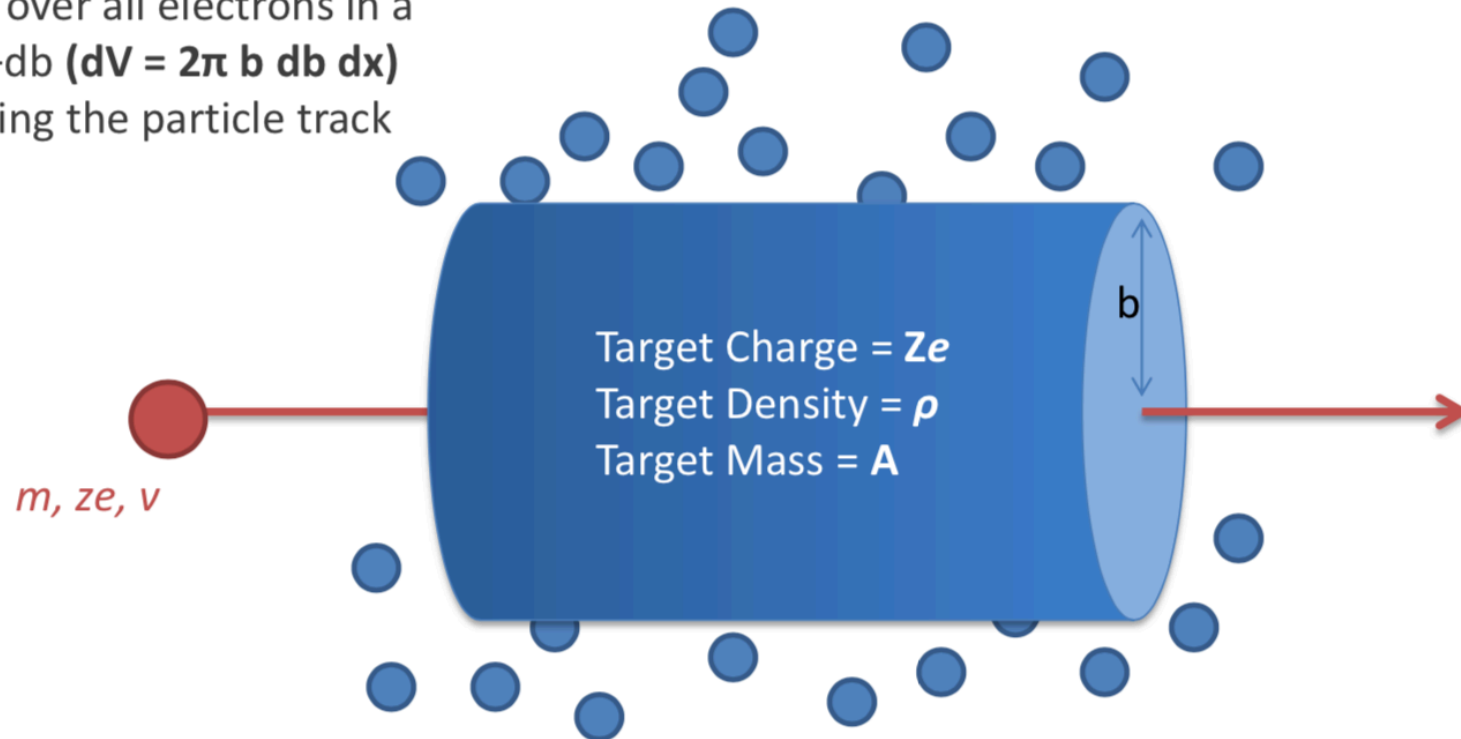 over all electrons in a
-db (dV = 2π b db dx)
ing the particle track
b
Target Charge = Ze
Target Density = ρ
Target Mass = A
m, ze, v